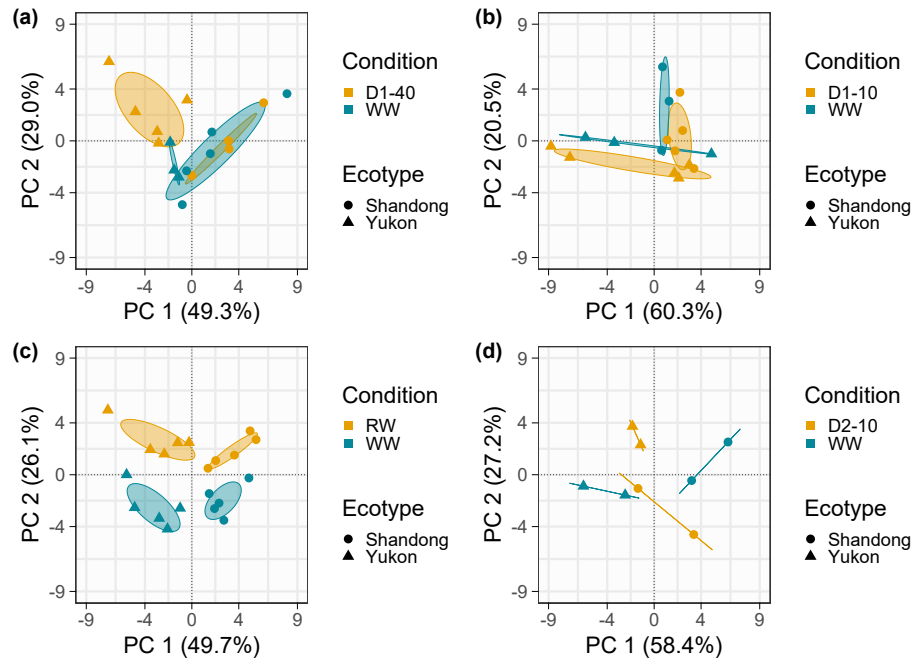 (a)
9
4
0
-4
-9
PC 2 (29.0%)
-9
-4
0
4
9
PC 1 (49.3%)
Condition
D1-40
WW
Ecotype
Shandong
Yukon
(b)
9
4
0
-4
-9
PC 2 (20.5%)
-9
-4
0
4
9
PC 1 (60.3%)
Condition
D1-10
WW
Ecotype
Shandong
Yukon
(c)
9
4
0
-4
-9
PC 2 (26.1%)
-9
-4
0
4
9
PC 1 (49.7%)
Condition
RW
WW
Ecotype
Shandong
Yukon
(d)
9
4
0
-4
-9
PC 2 (27.2%)
-9
-4
0
4
9
PC 1 (58.4%)
Condition
D2-10
WW
Ecotype
Shandong
Yukon